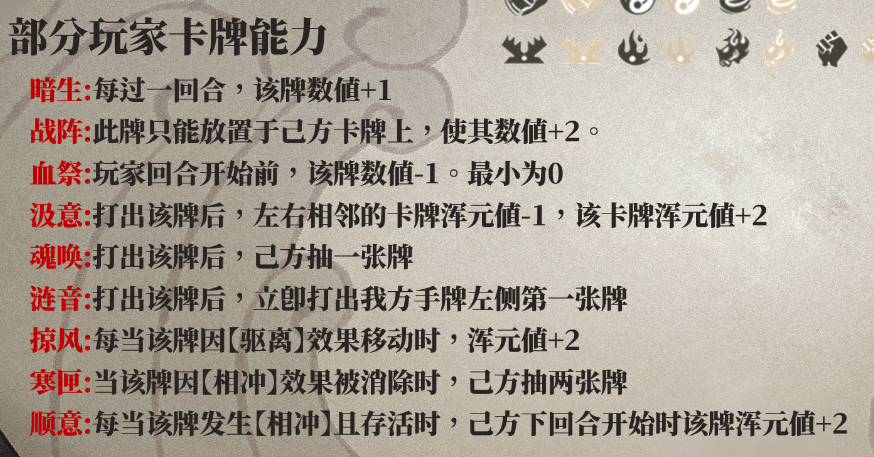 部分玩家卡牌能力
暗生:每过一回合，该牌数值+1
战阵:此牌只能放置于己方卡牌上，使其数值+2。
血祭:玩家回合开始前，该牌数值-1。最小为0
汲意:打出该牌后，左右相邻的卡牌浑元值-1，该卡牌浑元值+2
魂唤:打出该牌后，己方抽一张牌
涟音:打出该牌后，立即打出我方手牌左侧第一张牌
掠风:每当该牌因【驱离】效果移动时，浑元值+2
寒匣:当该牌因【相冲】效果被消除时，己方抽两张牌
顺意:每当该牌发生【相冲】且存活时，己方下回合开始时该牌浑元值+2